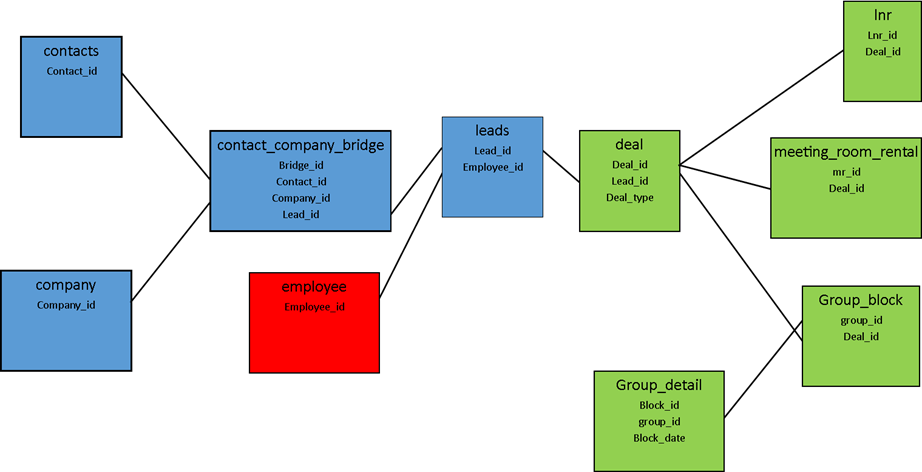 contacts
Contact_id
contact_company_bridge
Bridge_id
Contact_id
Company_id
Lead_id
company
Company_id
employee
Employee_id
leads
Lead_id
Employee_id
deal
Deal_id
Lead_id
Deal_type
lnr
Lnr_id
Deal_id
meeting_room_rental
mr_id
Deal_id
Group_block
group_id
Deal_id
Group_detail
Block_id
group_id
Block_date